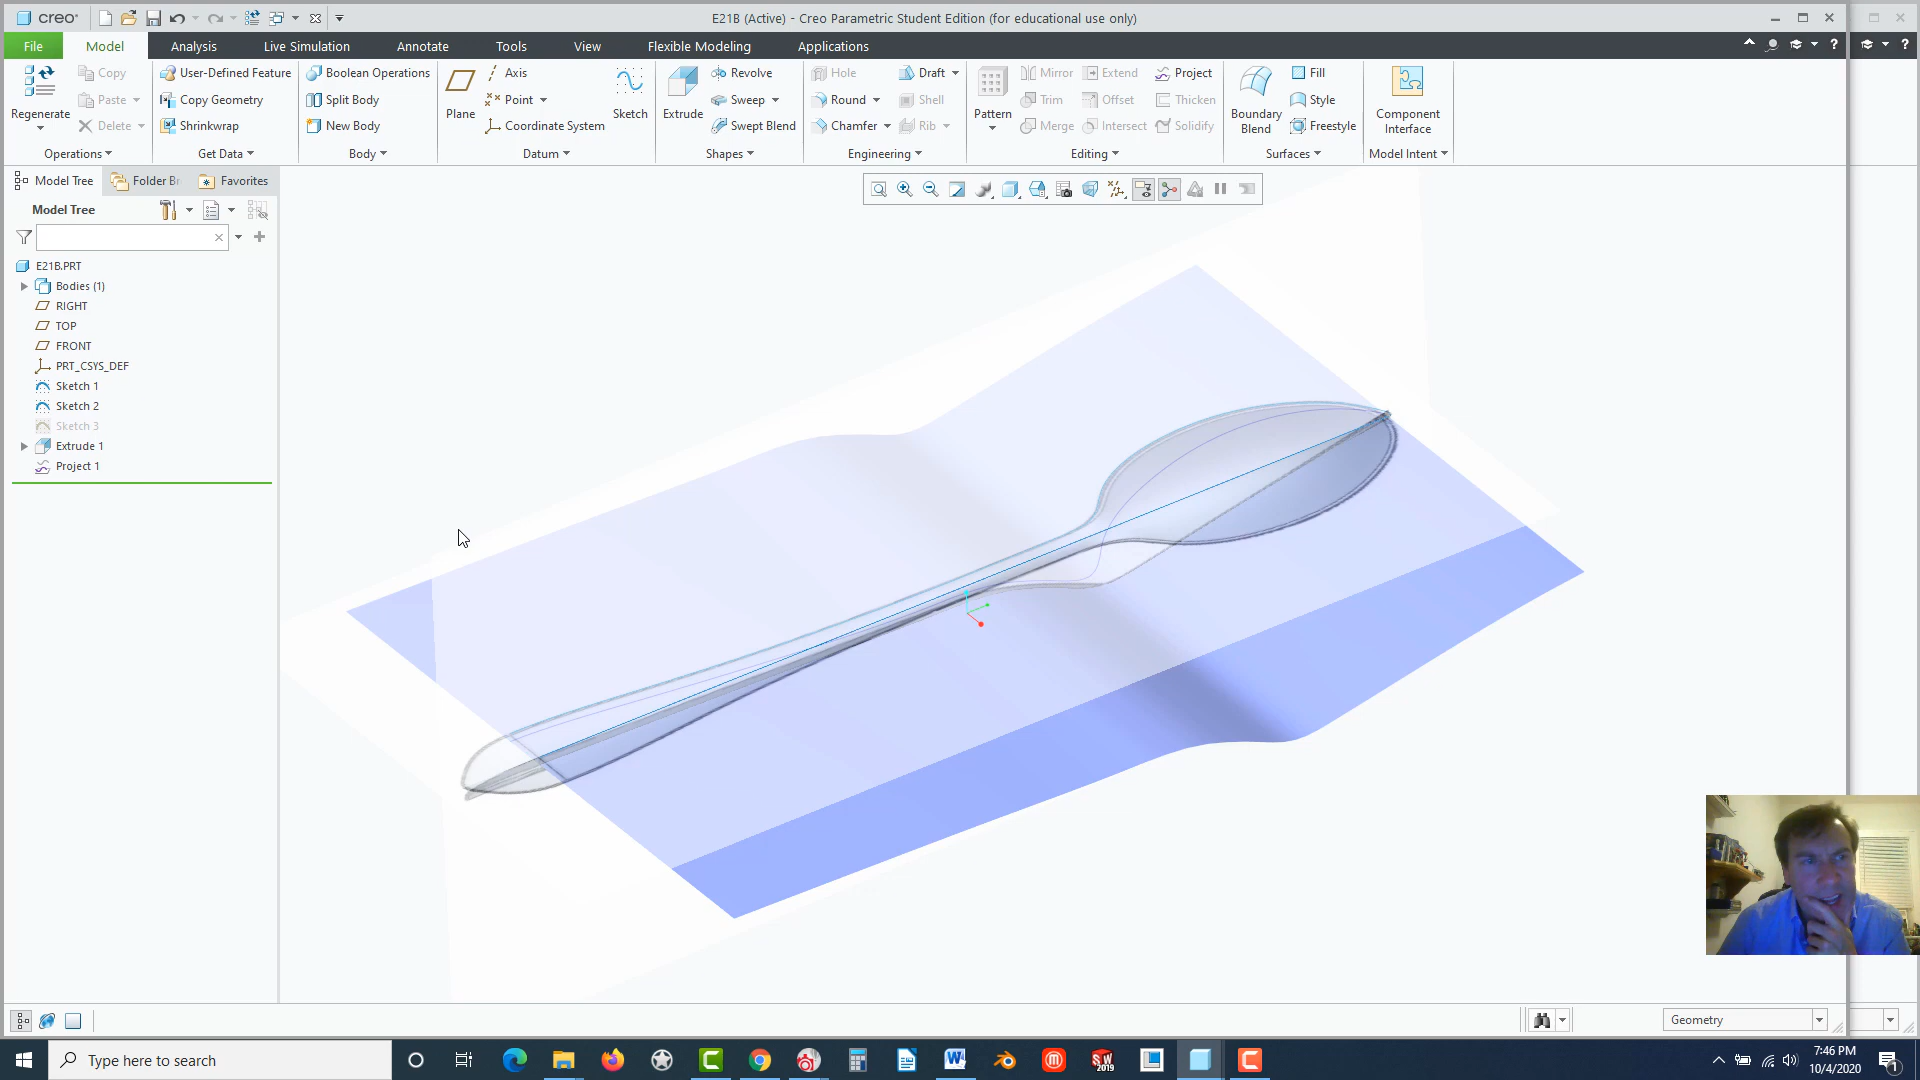 creo
E21B (Active) - Creo Parametric Student Edition (for educational use only)
File Model Analysis Live Simulation Annotate Tools View Flexible Modeling Applications
Regenerate
Copy
Paste
Delete
Operations
User-Defined Feature
Copy Geometry
Shrinkwrap
Get Data
Boolean Operations
Split Body
New Body
Body
Plane
Axis
Point
Coordinate System
Sketch
Datum
Extrude
Revolve
Sweep
Swept Blend
Shapes
Hole
Round
Chamfer
Draft
Shell
Rib
Engineering
Pattern
Mirror
Trim
Merge
Extend
Offset
Intersect
Project
Thicken
Solidify
Editing
Boundary
Blend
Fill
Style
Freestyle
Surfaces
Component
Interface
Model Intent
Model Tree Folder Br Favorites
Model Tree
E21B.PRT
Bodies (1)
RIGHT
TOP
FRONT
PRT_CSYS_DEF
Sketch 1
Sketch 2
Sketch 3
Extrude 1
Project 1
Geometry
Type here to search
SW
2019
7:46 PM
10/4/2020
1